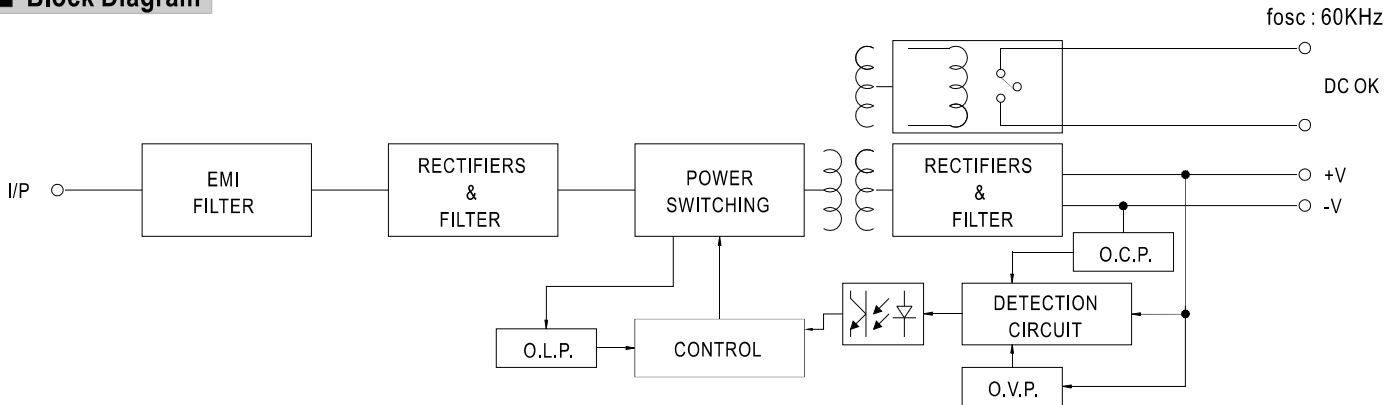 ■ Block Diagram
fosc : 60KHz
DC OK
I/P
EMI
FILTER
RECTIFIERS
&
FILTER
POWER
SWITCHING
RECTIFIERS
&
FILTER
+V
-V
O.C.P.
DETECTION
CIRCUIT
O.L.P.
CONTROL
O.V.P.